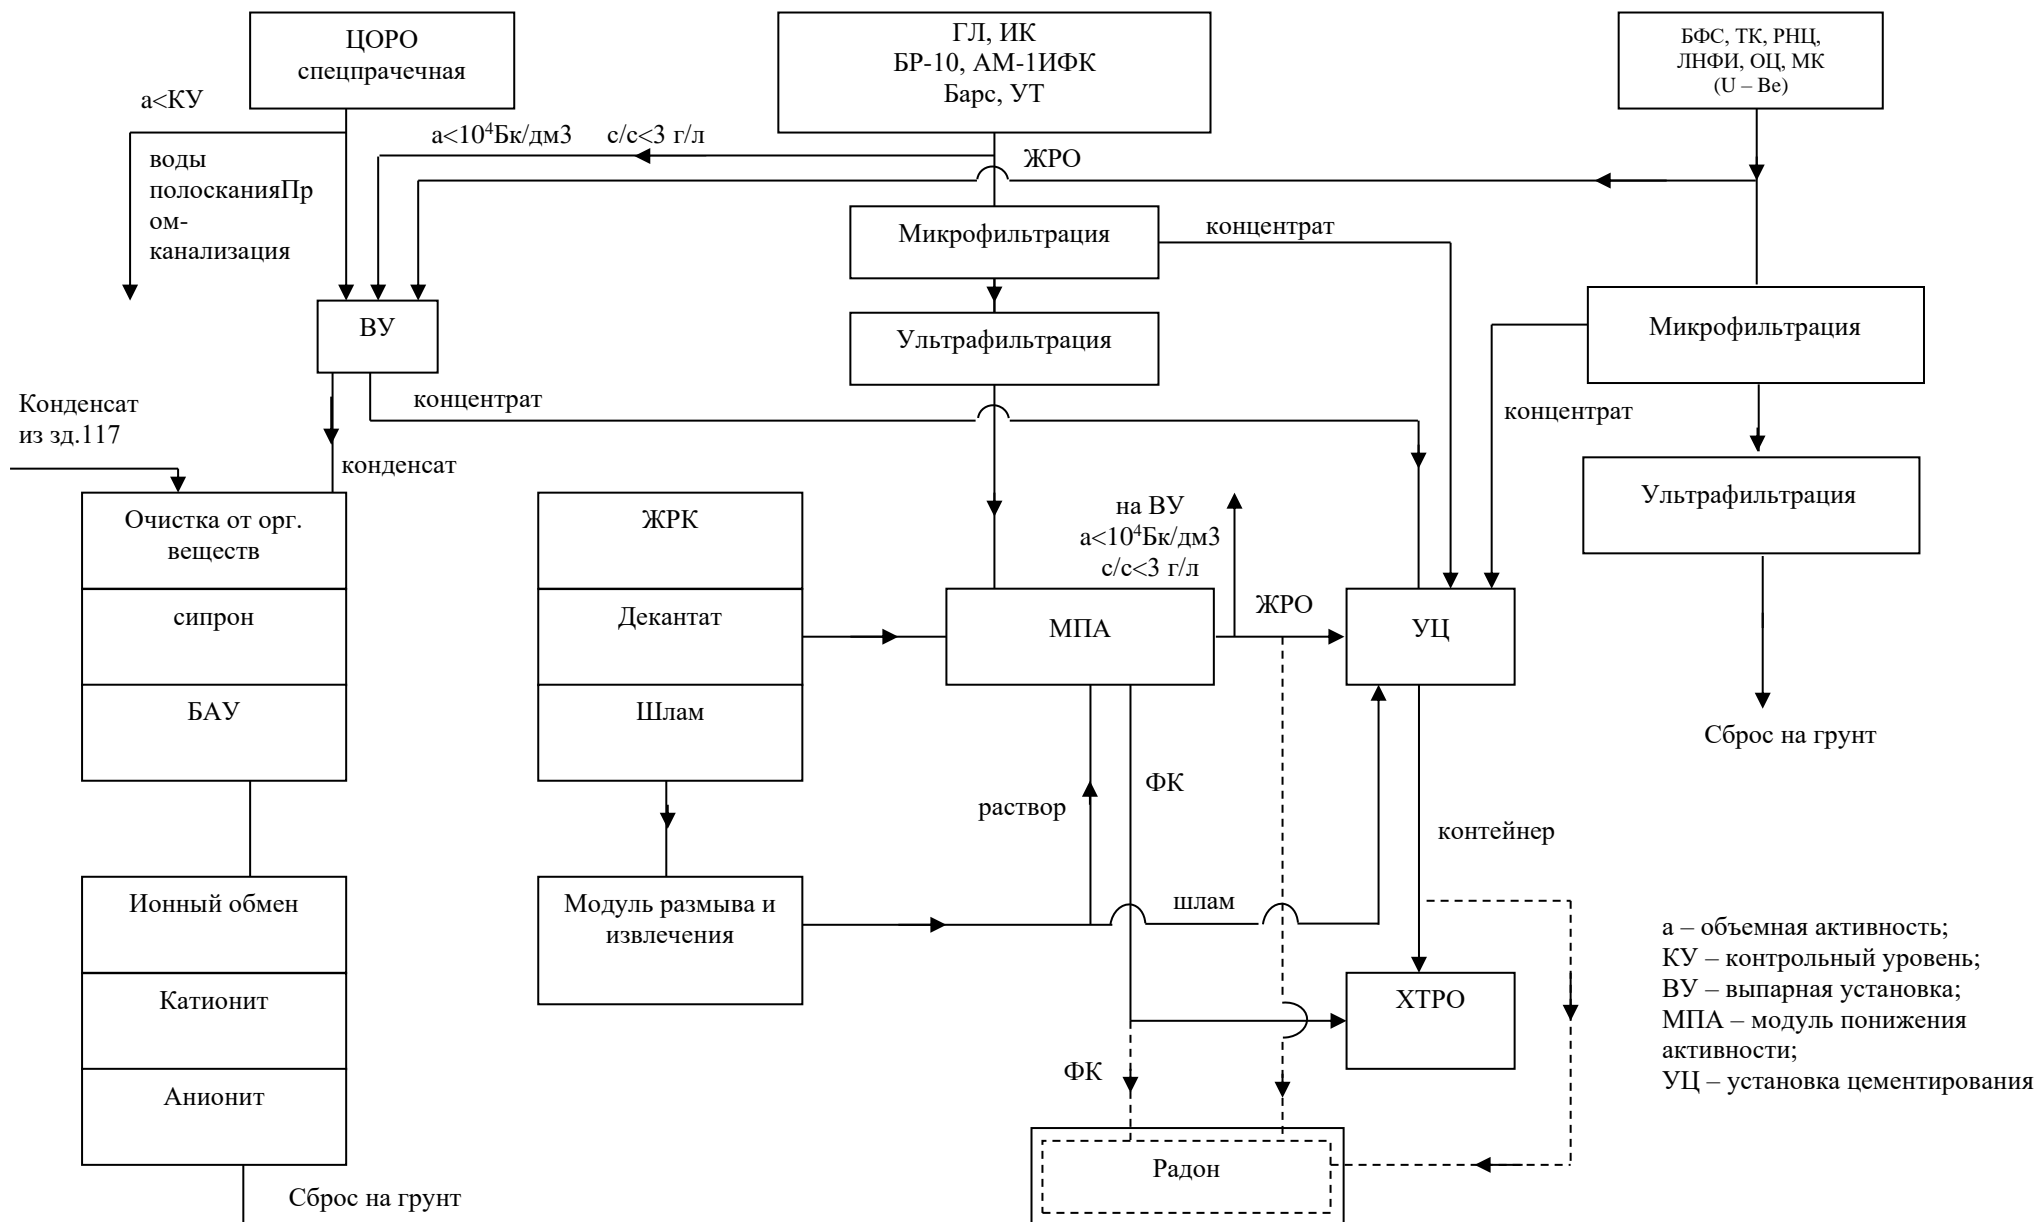 ЦОРО
спецпрачечная
ГЛ, ИК
БР-10, АМ-1ИФК
Барс, УТ
БФС, ТК, РНЦ,
ЛНФИ, ОЦ, МК
(U – Be)
а<КУ
а<10⁴Бк/дм3 с/с<3 г/л
ЖРО
воды
полосканияПр
ом-
канализация
Микрофильтрация
концентрат
ВУ
Ультрафильтрация
Микрофильтрация
Конденсат
из зд.117
концентрат
концентрат
конденсат
Ультрафильтрация
Очистка от орг.
веществ
сипрон
БАУ
ЖРК
Декантат
Шлам
на ВУ
а<10⁴Бк/дм3
с/с<3 г/л
ЖРО
МПА
УЦ
Сброс на грунт
ФК
раствор
контейнер
Ионный обмен
Катионит
Анионит
Модуль размыва и
извлечения
шлам
ХТРО
ФК
а – объемная активность;
КУ – контрольный уровень;
ВУ – выпарная установка;
МПА – модуль понижения
активности;
УЦ – установка цементирования
Радон
Сброс на грунт